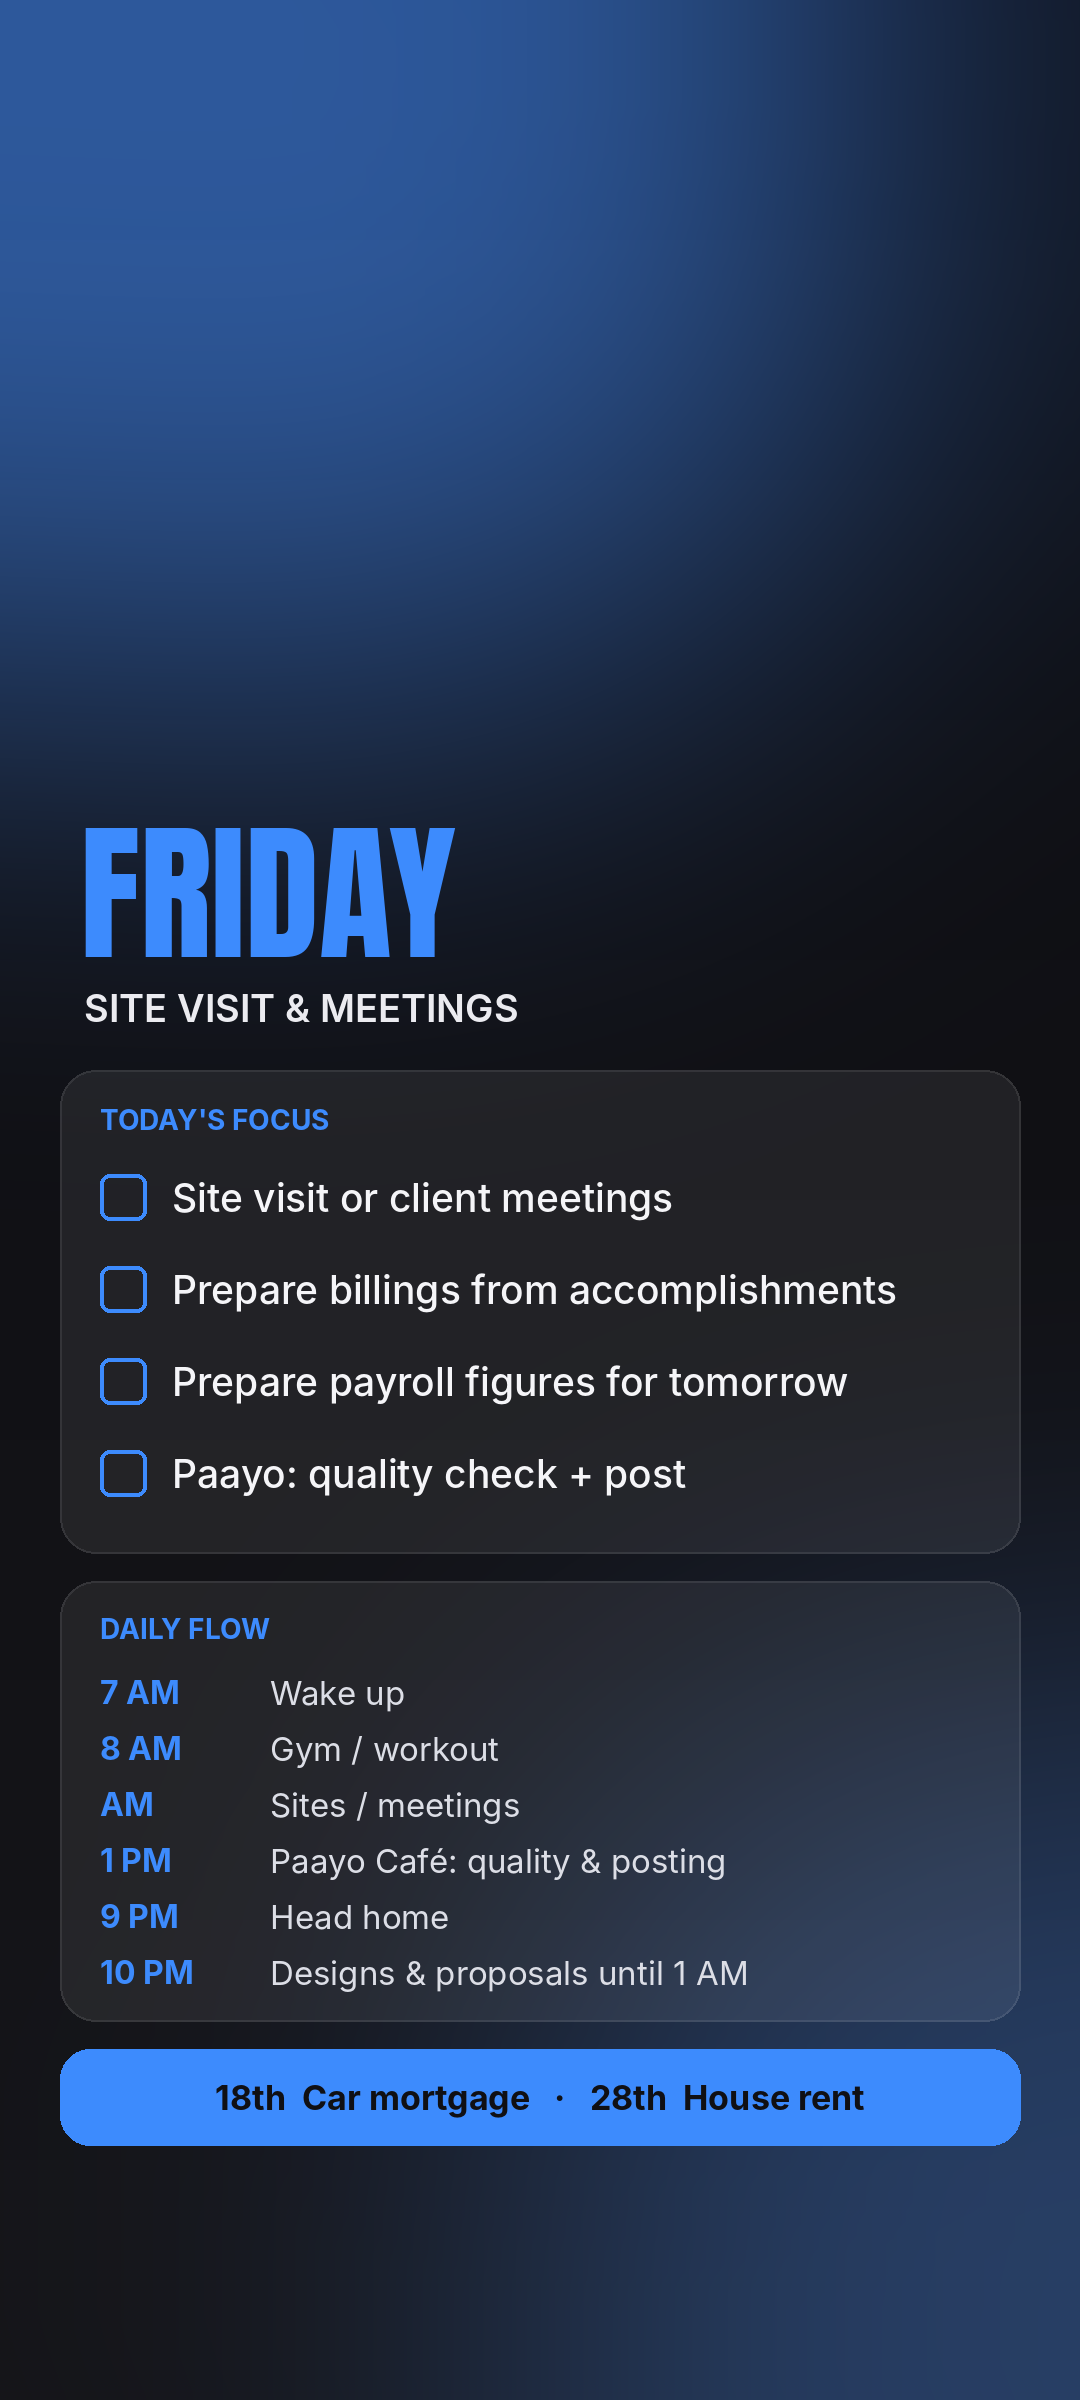 FRIDAY
SITE VISIT & MEETINGS
TODAY'S FOCUS
Site visit or client meetings
Prepare billings from accomplishments
Prepare payroll figures for tomorrow
Paayo: quality check + post
DAILY FLOW
7 AM Wake up
8 AM Gym / workout
AM Sites / meetings
1 PM Paayo Café: quality & posting
9 PM Head home
10 PM Designs & proposals until 1 AM
18th Car mortgage · 28th House rent